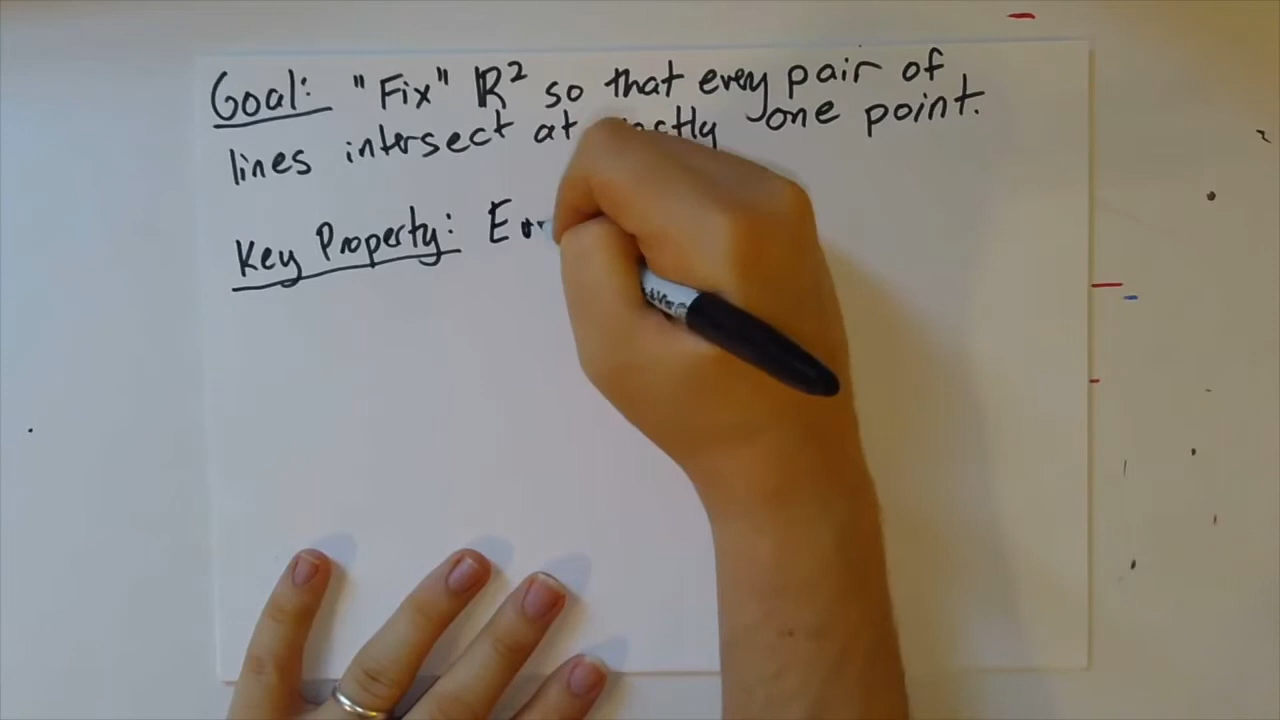 Goal: "Fix" ℝ² so that every pair of
lines intersect at one point.
Key Property: